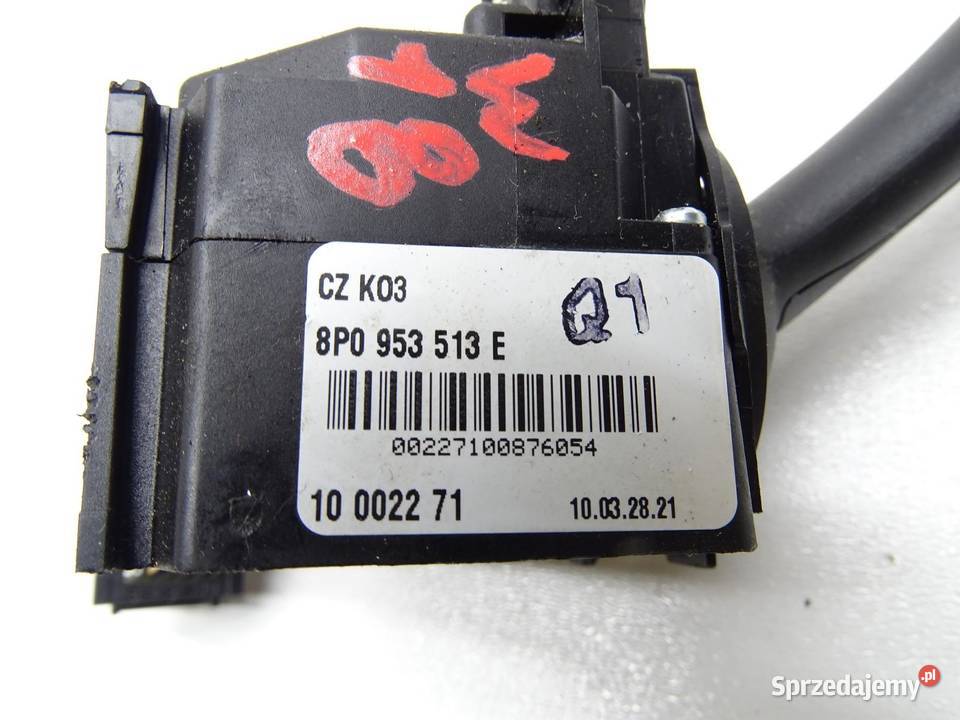 CZ K03
Q1
8P0 953 513 E
00227100876054
10 0022 71
10.03.28.21
Sprzedajemy.pl